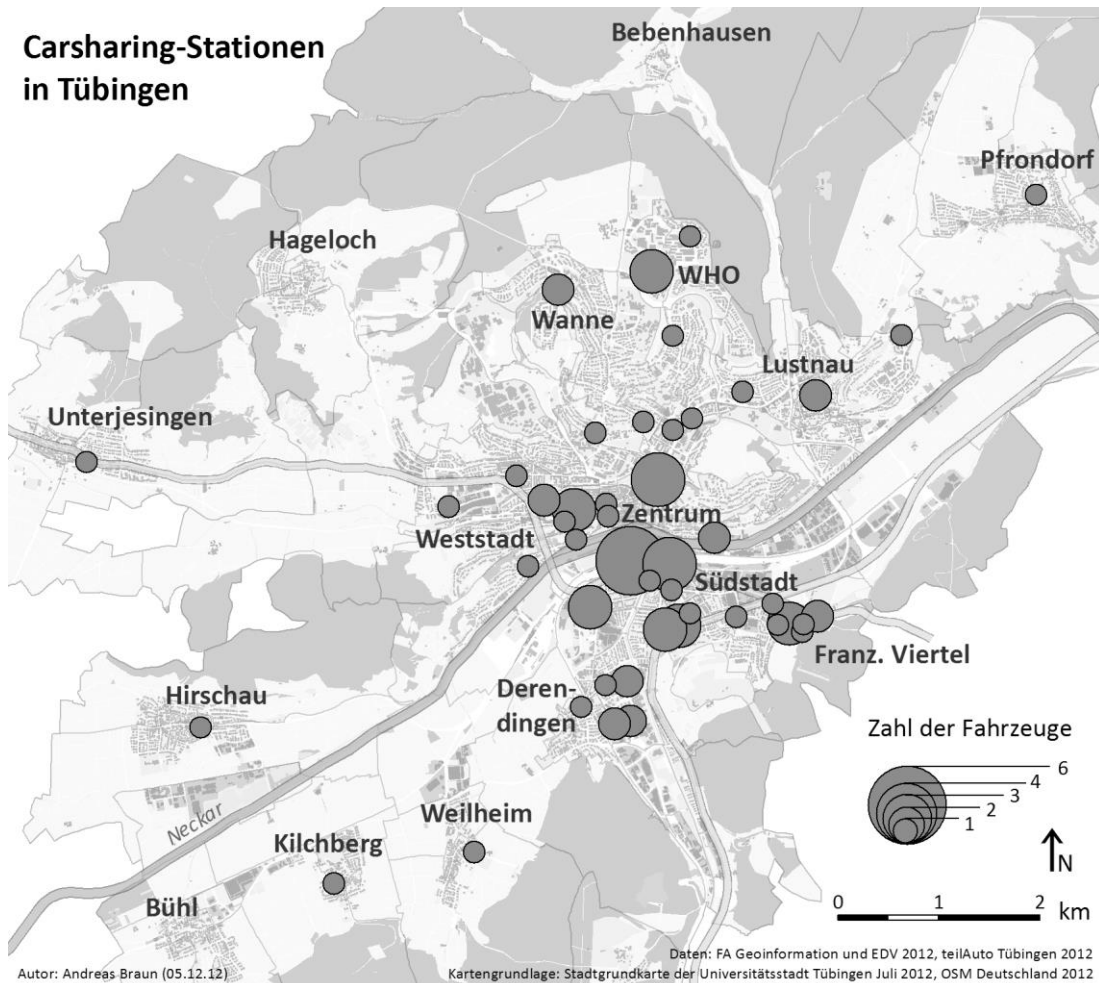 Carsharing-Stationen
in Tübingen
Bebenhausen
Pfrondorf
Hageloch
WHO
Wanne
Lustnau
Unterjesingen
Zentrum
Weststadt
Südstadt
Franz. Viertel
Hirschau
Deren-
dingen
Zahl der Fahrzeuge
6
4
3
2
1
Neckar
Weilheim
Kilchberg
N
Bühl
0 1 2
km
Daten: FA Geoinformation und EDV 2012, teilAuto Tübingen 2012
Autor: Andreas Braun (05.12.12)
Kartengrundlage: Stadtgrundkarte der Universitätsstadt Tübingen Juli 2012, OSM Deutschland 2012